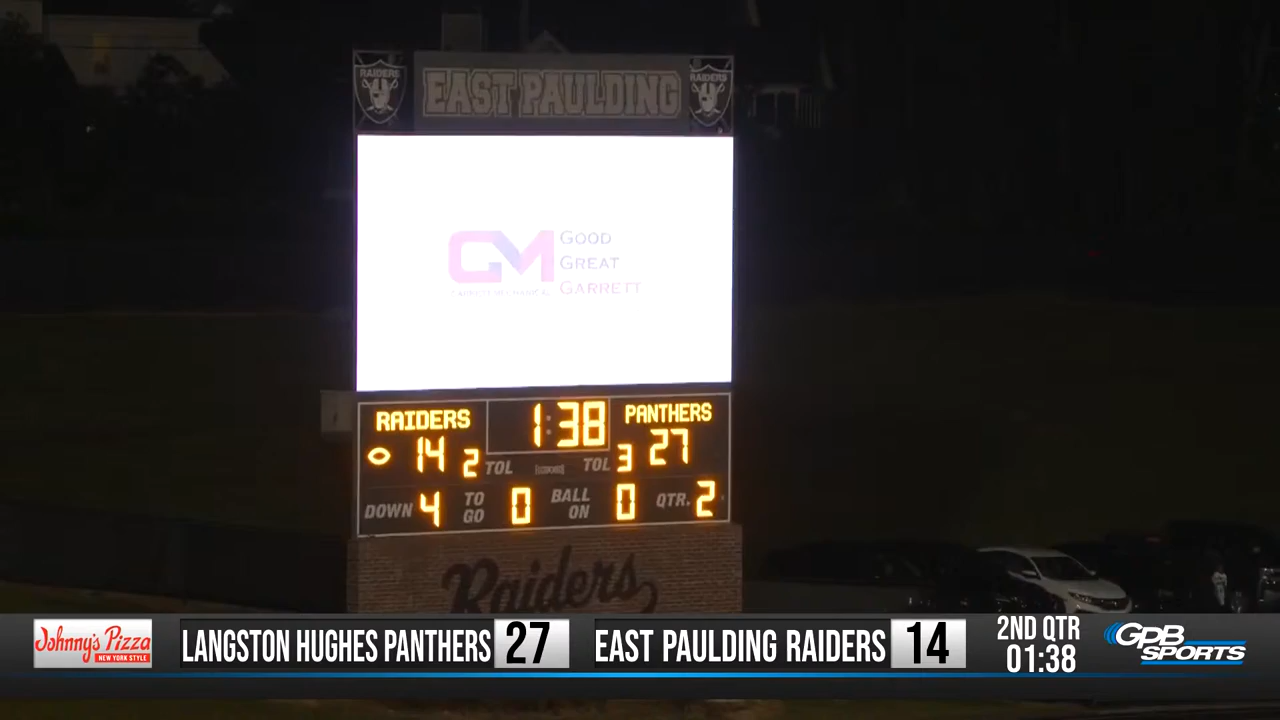 RAIDERS
EAST PAULDING
RAIDERS
GM
GOOD
GREAT
GARRETT
RAIDERS
1:38
PANTHERS
14
2 TOL
TOL 3
27
DOWN 4
TO GO 0
BALL ON 0
QTR. 2
Raiders
Johnny's Pizza
NEW YORK STYLE
LANGSTON HUGHES PANTHERS 27
EAST PAULDING RAIDERS 14
2ND QTR
01:38
GPB
SPORTS